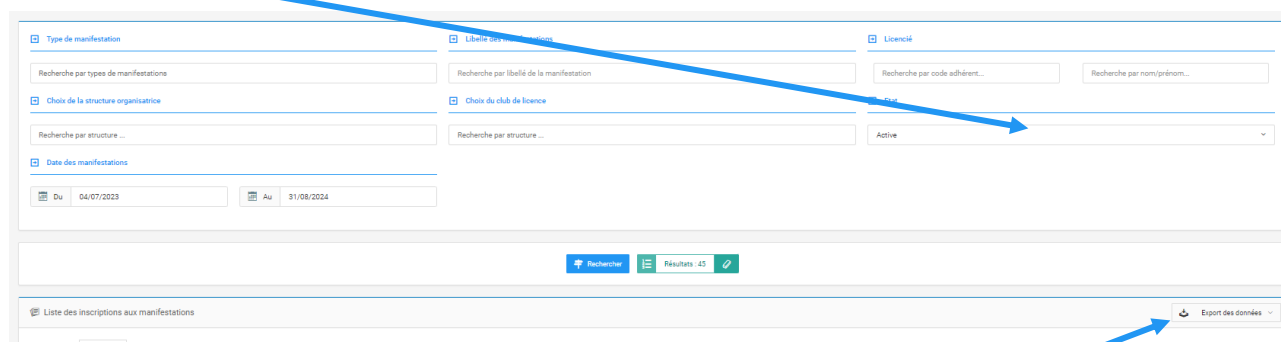 Type de manifestation
Libelle des manifestations
Licencié
Recherche par types de manifestations
Recherche par libellé de la manifestation
Recherche par code adhérent...
Recherche par nom/prénom...
Choix de la structure organisatrice
Choix du club de licence
Etat
Recherche par structure ...
Recherche par structure ...
Active
Date des manifestations
Du 04/07/2023
Au 31/08/2024
Rechercher
Résultats : 45
Liste des inscriptions aux manifestations
Export des données